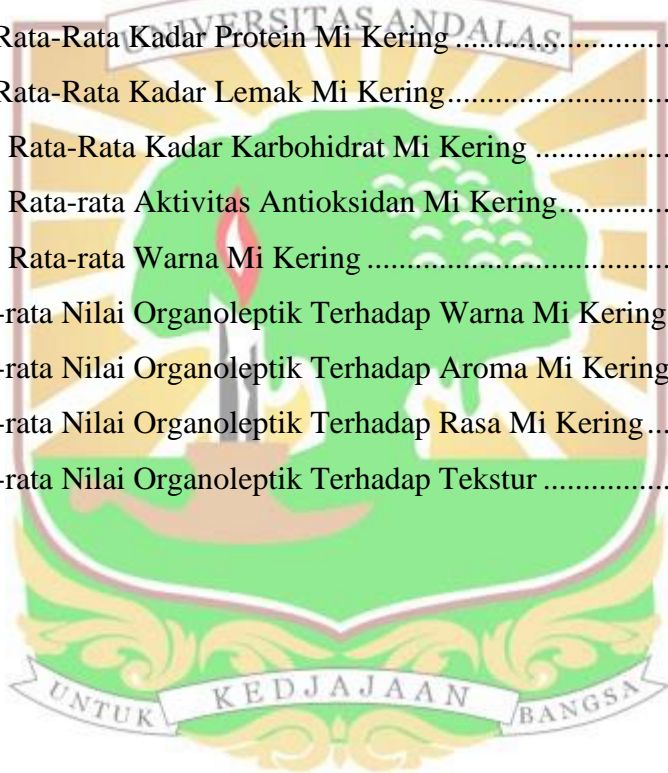 UNIVERSITAS ANDALAS
Rata-Rata Kadar Protein Mi Kering ..........................
Rata-Rata Kadar Lemak Mi Kering...........................
Rata-Rata Kadar Karbohidrat Mi Kering ................
Rata-rata Aktivitas Antioksidan Mi Kering.............
Rata-rata Warna Mi Kering ....................................
-rata Nilai Organoleptik Terhadap Warna Mi Kering
-rata Nilai Organoleptik Terhadap Aroma Mi Kering
-rata Nilai Organoleptik Terhadap Rasa Mi Kering ...
-rata Nilai Organoleptik Terhadap Tekstur ...............
UNTUK KEDJAJAAN BANGSA